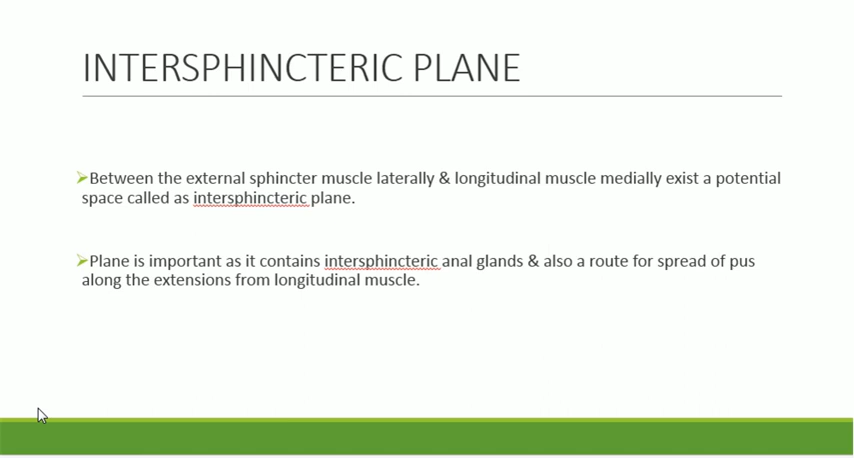 INTERSPHINCTERIC PLANE
Between the external sphincter muscle laterally & longitudinal muscle medially exist a potential
space called as intersphincteric plane.
Plane is important as it contains intersphincteric anal glands & also a route for spread of pus
along the extensions from longitudinal muscle.